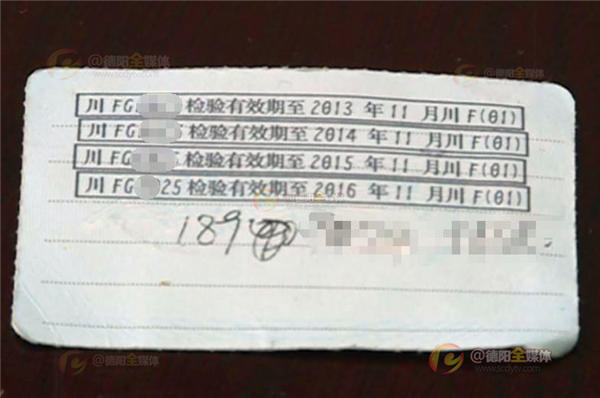 @德阳全媒体
川 FG 检验有效期至 2013 年 11 月川 F(01)
川 FG 检验有效期至 2014 年 11 月川 F(01)
川 FG 检验有效期至 2015 年 11 月川 F(01)
川 FG 25 检验有效期至 2016 年 11 月川 F(01)
189
@德阳全媒体
@德阳全媒体
www.scdytv.com